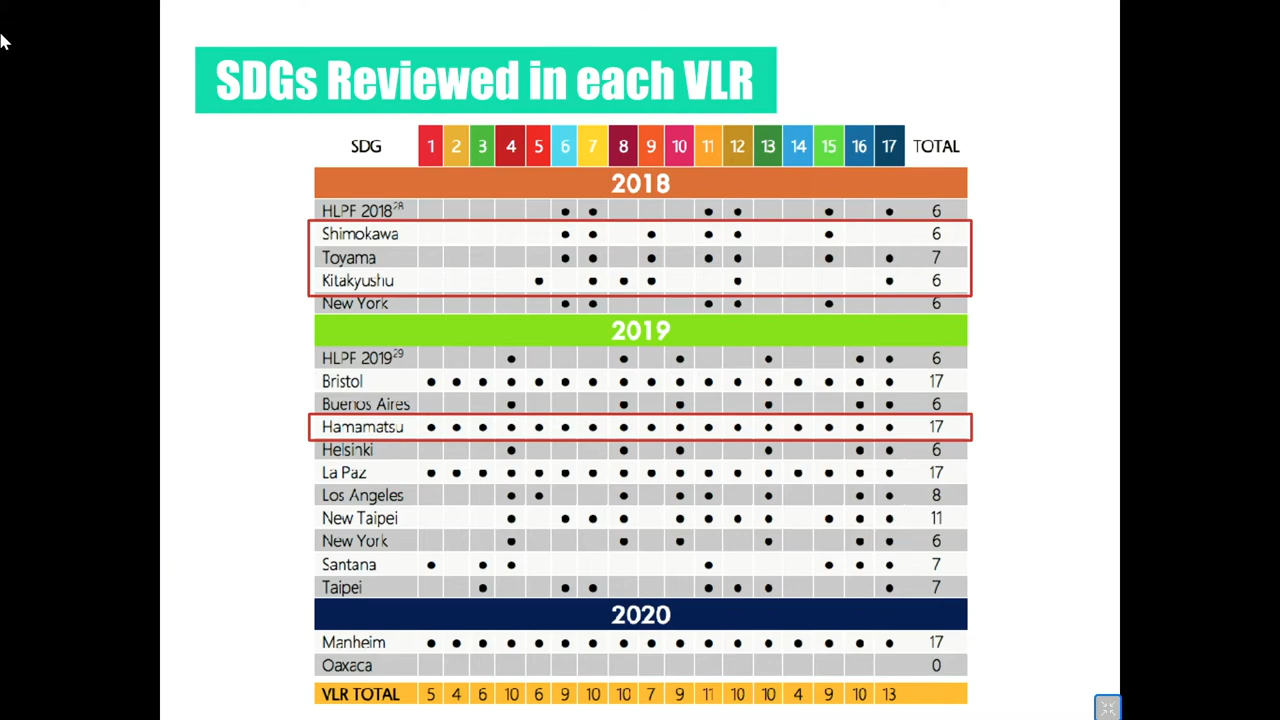 SDGs Reviewed in each VLR
SDG 1 2 3 4 5 6 7 8 9 10 11 12 13 14 15 16 17 TOTAL
2018
HLPF 2018²⁸ • • • • • • 6
Shimokawa • • • • • • 6
Toyama • • • • • • • 7
Kitakyushu • • • • • • 6
New York • • • • • 6
2019
HLPF 2019²⁹ • • • • • • 6
Bristol • • • • • • • • • • • • • • • • • 17
Buenos Aires • • • • • • 6
Hamamatsu • • • • • • • • • • • • • • • • • 17
Helsinki • • • • • • 6
La Paz • • • • • • • • • • • • • • • • • 17
Los Angeles • • • • • • • • 8
New Taipei • • • • • • • • • • • 11
New York • • • • • • 6
Santana • • • • • • • 7
Taipei • • • • • • • 7
2020
Manheim • • • • • • • • • • • • • • • • • 17
Oaxaca 0
VLR TOTAL 5 4 6 10 6 9 10 10 7 9 11 10 10 4 9 10 13